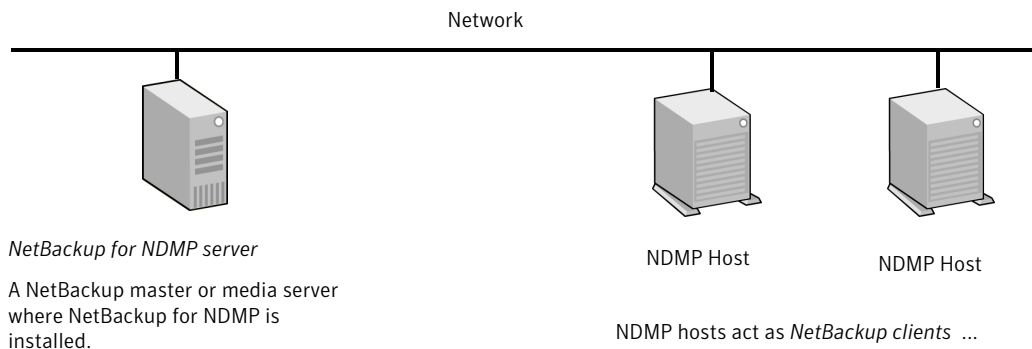 Network
NetBackup for NDMP server
A NetBackup master or media server
where NetBackup for NDMP is
installed.
NDMP Host
NDMP Host
NDMP hosts act as NetBackup clients ...